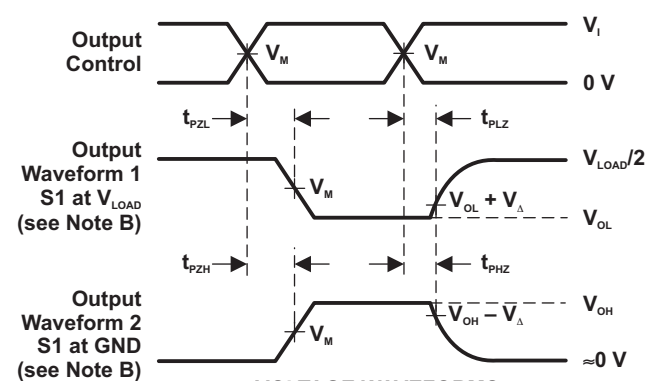 Output
Control
V_M
V_M
V_I
0 V
t_PZL
t_PLZ
Output
Waveform 1
S1 at V_LOAD
(see Note B)
V_M
V_OL + V_Δ
V_LOAD/2
V_OL
t_PZH
t_PHZ
Output
Waveform 2
S1 at GND
(see Note B)
V_M
V_OH – V_Δ
V_OH
≈0 V